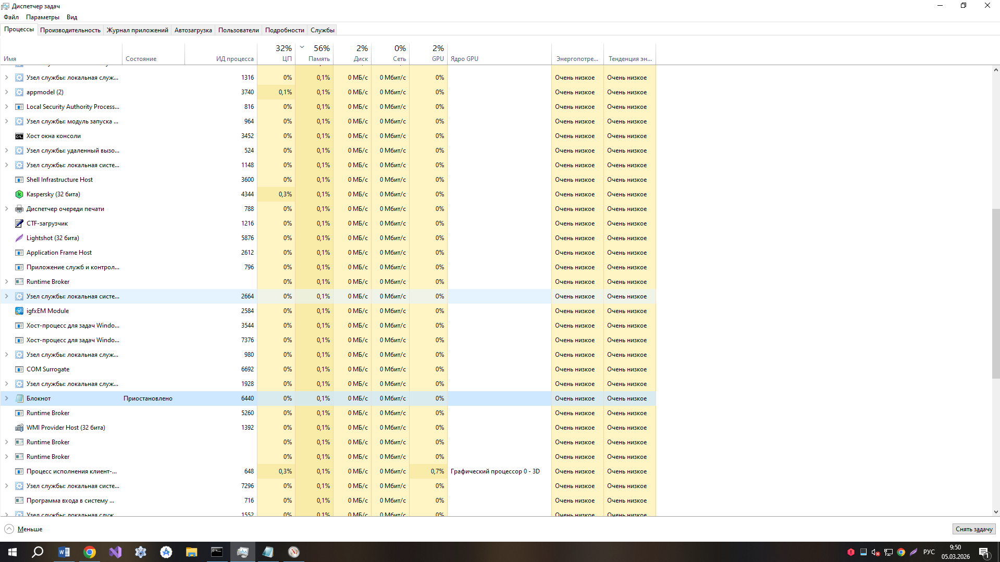 Диспетчер задач
Файл Параметры Вид
Процессы Производительность Журнал приложений Автозагрузка Пользователи Подробности Службы
32% 56% 2% 0% 2%
Имя Состояние ИД процесса ЦП Память Диск Сеть GPU Ядро GPU Энергопотре... Тенденция эн...
Узел службы: локальная служ... 1316 0% 0,1% 0 МБ/с 0 Мбит/с 0% Очень низкое Очень низкое
appmodel (2) 3740 0,1% 0,1% 0 МБ/с 0 Мбит/с 0% Очень низкое Очень низкое
Local Security Authority Process... 816 0% 0,1% 0 МБ/с 0 Мбит/с 0% Очень низкое Очень низкое
Узел службы: модуль запуска ... 964 0% 0,1% 0 МБ/с 0 Мбит/с 0% Очень низкое Очень низкое
Хост окна консоли 3452 0% 0,1% 0 МБ/с 0 Мбит/с 0% Очень низкое Очень низкое
Узел службы: удаленный вызо... 524 0% 0,1% 0 МБ/с 0 Мбит/с 0% Очень низкое Очень низкое
Узел службы: локальная систе... 1148 0% 0,1% 0 МБ/с 0 Мбит/с 0% Очень низкое Очень низкое
Shell Infrastructure Host 3600 0% 0,1% 0 МБ/с 0 Мбит/с 0% Очень низкое Очень низкое
Kaspersky (32 бита) 4344 0,3% 0,1% 0 МБ/с 0 Мбит/с 0% Очень низкое Очень низкое
Диспетчер очереди печати 788 0% 0,1% 0 МБ/с 0 Мбит/с 0% Очень низкое Очень низкое
CTF-загрузчик 1216 0% 0,1% 0 МБ/с 0 Мбит/с 0% Очень низкое Очень низкое
Lightshot (32 бита) 5876 0% 0,1% 0 МБ/с 0 Мбит/с 0% Очень низкое Очень низкое
Application Frame Host 2612 0% 0,1% 0 МБ/с 0 Мбит/с 0% Очень низкое Очень низкое
Приложение служб и контрол... 796 0% 0,1% 0 МБ/с 0 Мбит/с 0% Очень низкое Очень низкое
Runtime Broker 0% 0,1% 0 МБ/с 0 Мбит/с 0% Очень низкое Очень низкое
Узел службы: локальная систе... 2664 0% 0,1% 0 МБ/с 0 Мбит/с 0% Очень низкое Очень низкое
igfxEM Module 2584 0% 0,1% 0 МБ/с 0 Мбит/с 0% Очень низкое Очень низкое
Хост-процесс для задач Windo... 3544 0% 0,1% 0 МБ/с 0 Мбит/с 0% Очень низкое Очень низкое
Хост-процесс для задач Windo... 7376 0% 0,1% 0 МБ/с 0 Мбит/с 0% Очень низкое Очень низкое
Узел службы: локальная служ... 980 0% 0,1% 0 МБ/с 0 Мбит/с 0% Очень низкое Очень низкое
COM Surrogate 6692 0% 0,1% 0 МБ/с 0 Мбит/с 0% Очень низкое Очень низкое
Узел службы: локальная служ... 1928 0% 0,1% 0 МБ/с 0 Мбит/с 0% Очень низкое Очень низкое
Блокнот Приостановлено 6440 0% 0,1% 0 МБ/с 0 Мбит/с 0% Очень низкое Очень низкое
Runtime Broker 5260 0% 0,1% 0 МБ/с 0 Мбит/с 0% Очень низкое Очень низкое
WMI Provider Host (32 бита) 1392 0% 0,1% 0 МБ/с 0 Мбит/с 0% Очень низкое Очень низкое
Runtime Broker 0% 0,1% 0 МБ/с 0 Мбит/с 0% Очень низкое Очень низкое
Runtime Broker 0% 0,1% 0 МБ/с 0 Мбит/с 0% Очень низкое Очень низкое
Процесс исполнения клиент-... 648 0,3% 0,1% 0 МБ/с 0 Мбит/с 0,7% Графический процессор 0 - 3D Очень низкое Очень низкое
Узел службы: локальная систе... 7296 0% 0,1% 0 МБ/с 0 Мбит/с 0% Очень низкое Очень низкое
Программа входа в систему ... 716 0% 0,1% 0 МБ/с 0 Мбит/с 0% Очень низкое Очень низкое
Узел службы: локальная служ... 1552 0% 0,1% 0 МБ/с 0 Мбит/с 0% Очень низкое Очень низкое
Меньше
Снять задачу
РУС 9:50
05.03.2026 1